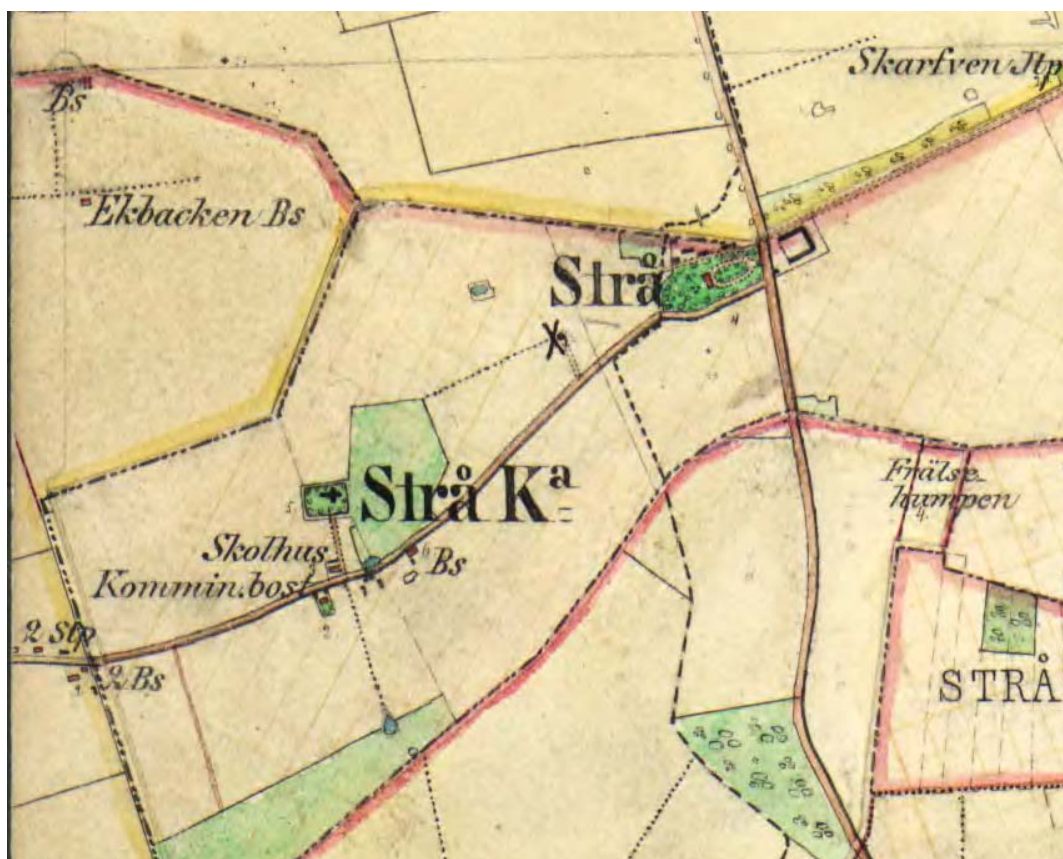 Skarfven Jtp
Bs
Ekbacken Bs
Strå
Frälse-
humpen
Strå Kª
Skolhus
Bs
Kommin.bost.
2 Stp
2 Bs
STRÅ